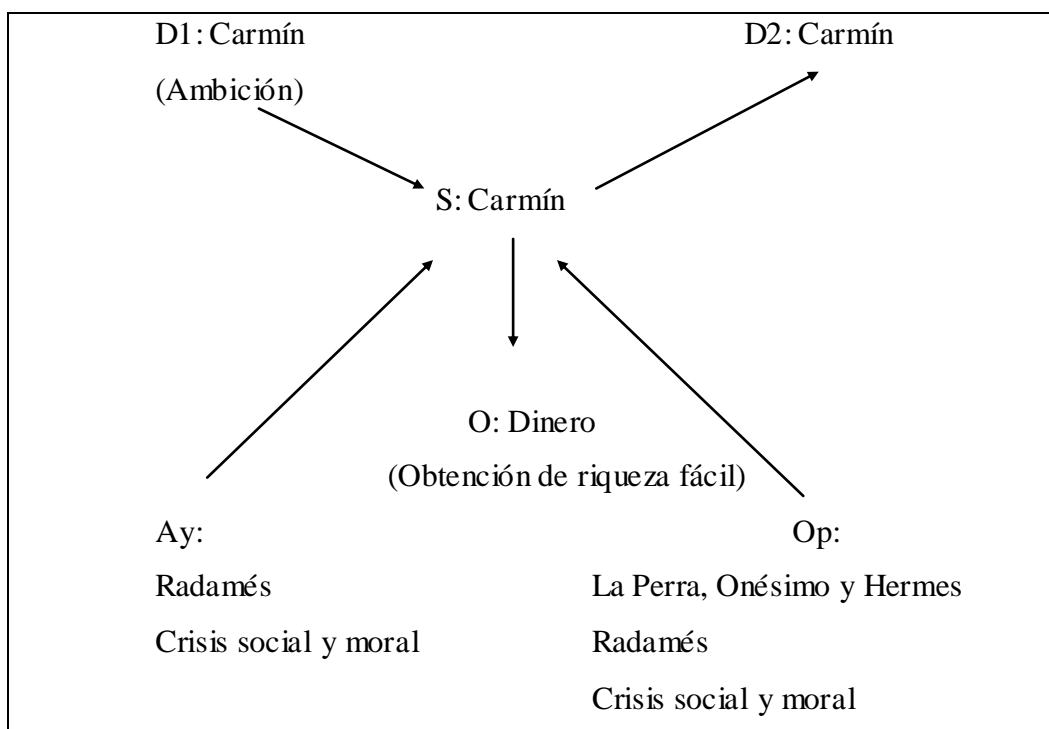 D1: Carmín
D2: Carmín
(Ambición)
S: Carmín
O: Dinero
(Obtención de riqueza fácil)
Ay:
Op:
Radamés
La Perra, Onésimo y Hermes
Crisis social y moral
Radamés
Crisis social y moral